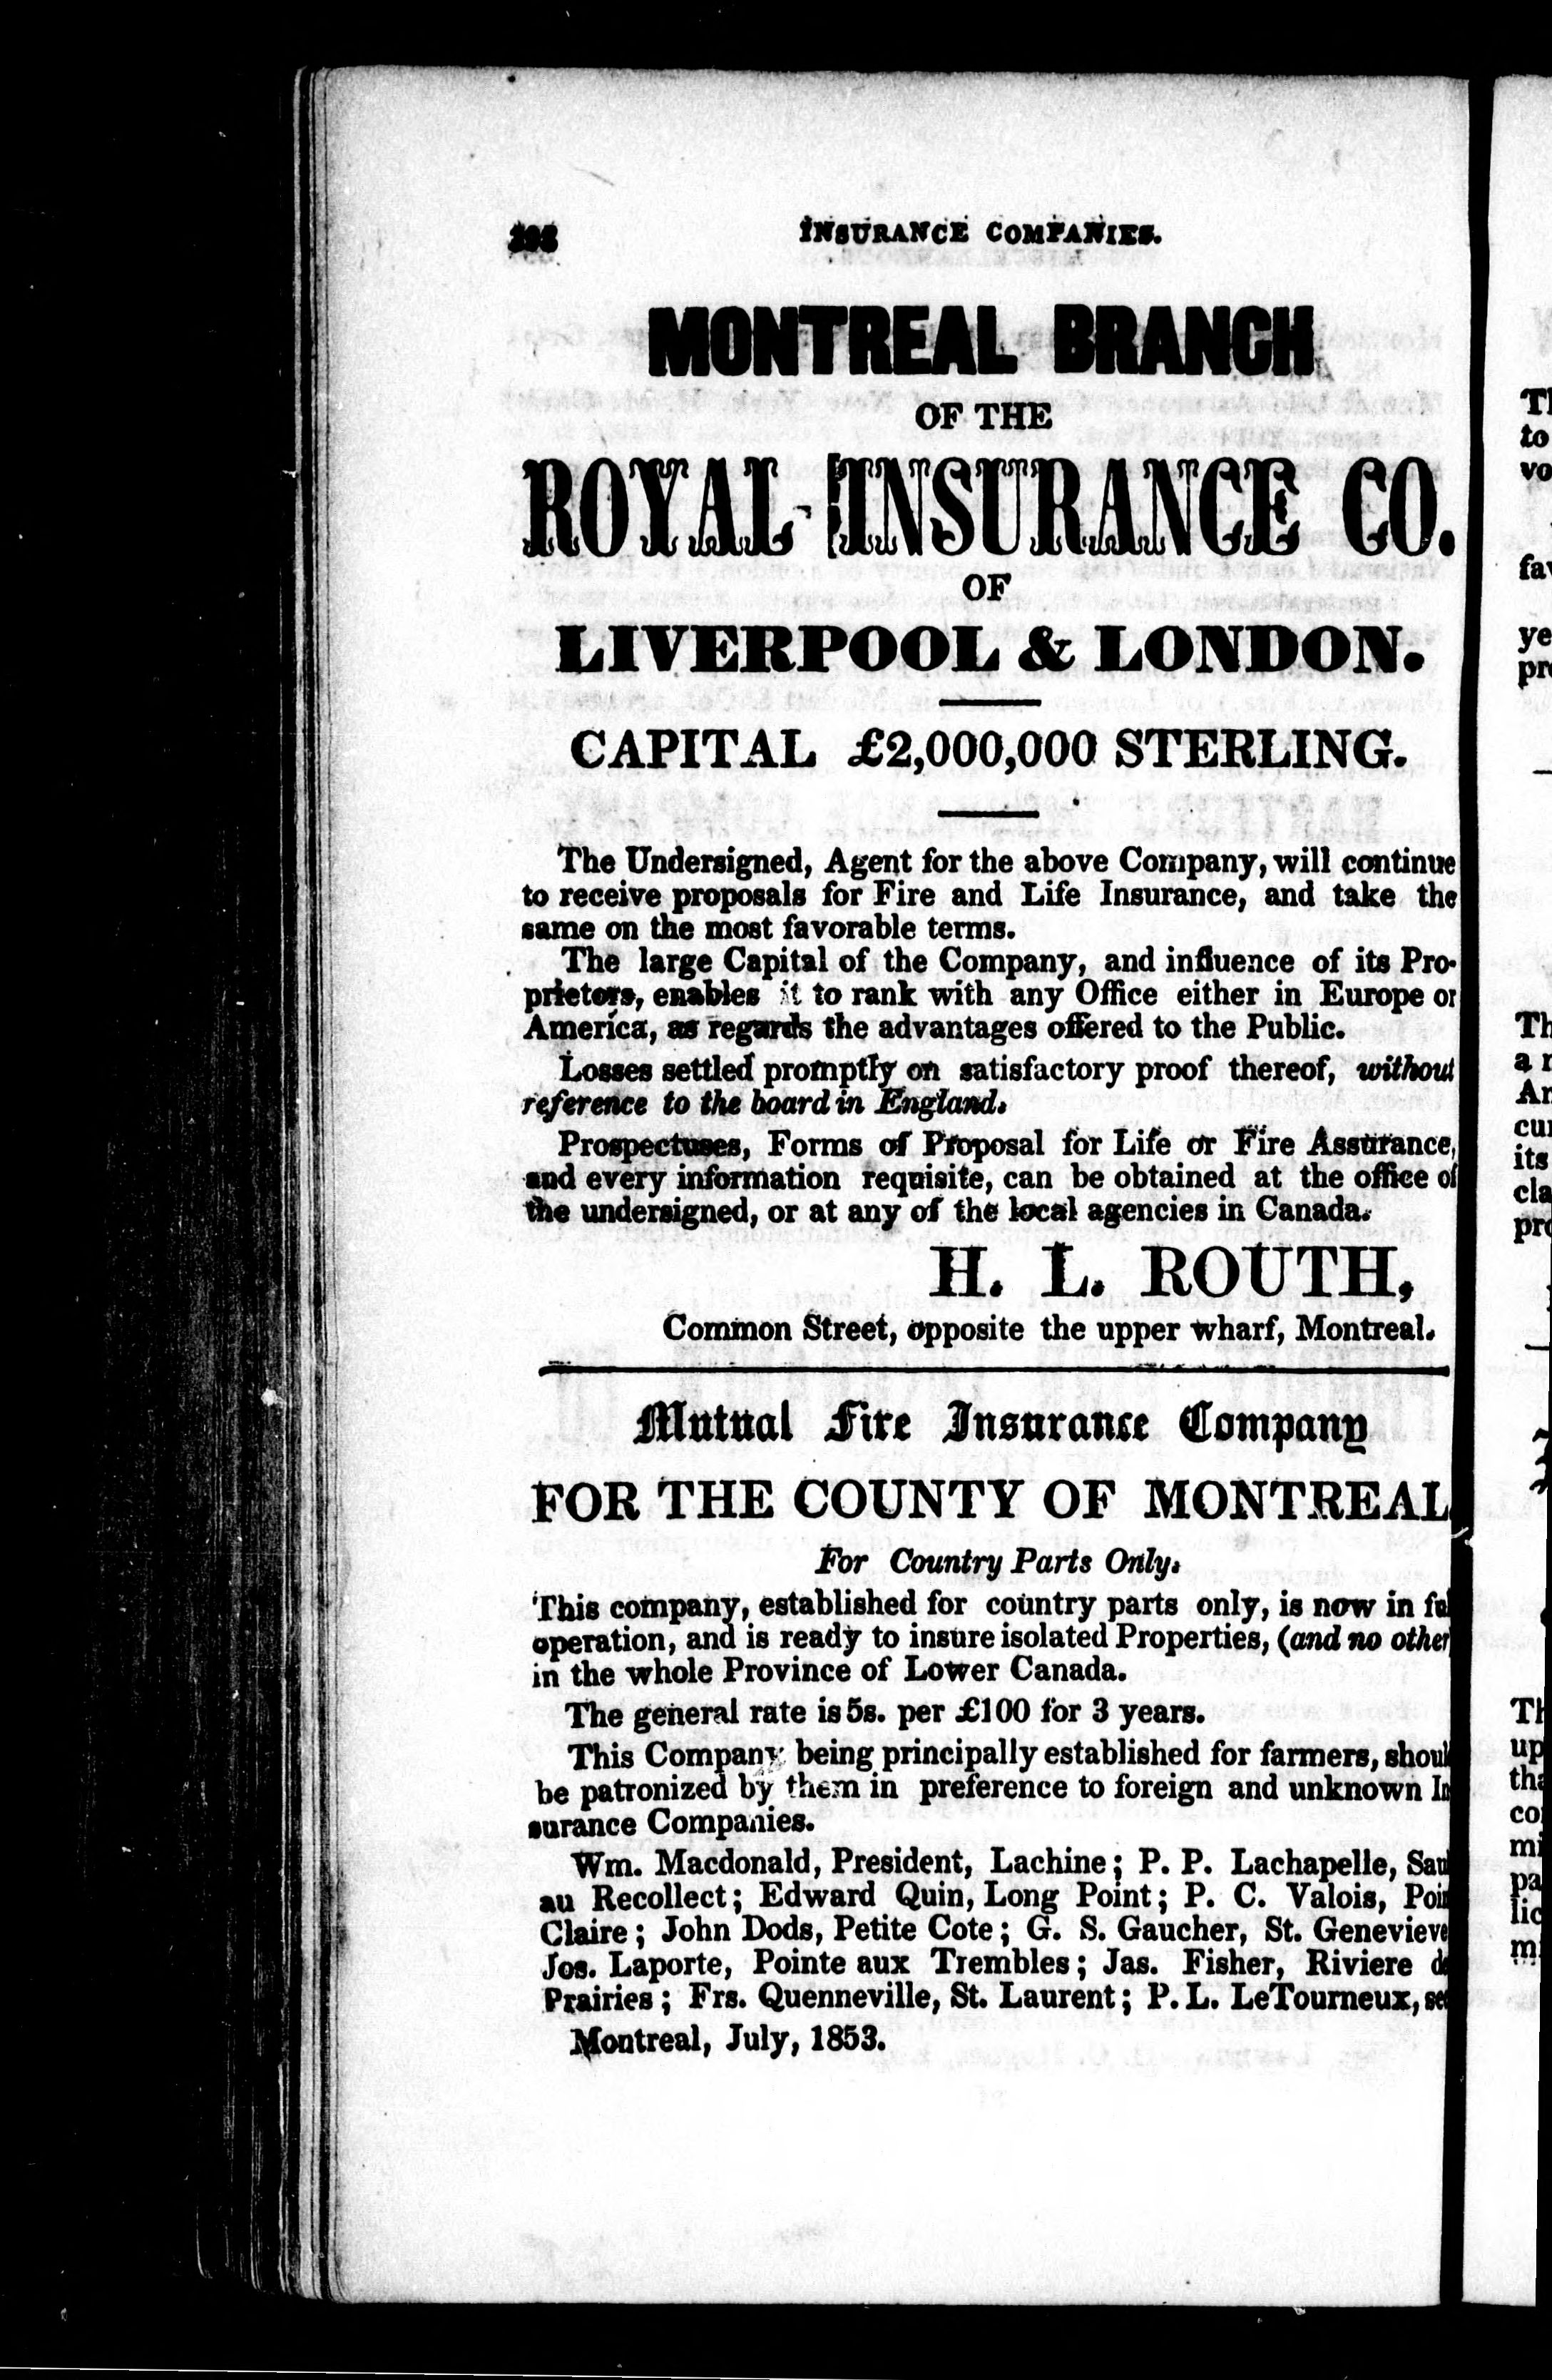 INSURANCE COMPANIES.
MONTREAL BRANCH
OF THE
ROYAL INSURANCE CO.
OF
LIVERPOOL & LONDON.
CAPITAL £2,000,000 STERLING.
The Undersigned, Agent for the above Company, will continue
to receive proposals for Fire and Life Insurance, and take the
same on the most favorable terms.
The large Capital of the Company, and influence of its Pro-
prietors, enables it to rank with any Office either in Europe or
America, as regards the advantages offered to the Public.
Losses settled promptly on satisfactory proof thereof, without
reference to the board in England.
Prospectuses, Forms of Proposal for Life or Fire Assurance,
and every information requisite, can be obtained at the office of
the undersigned, or at any of the local agencies in Canada.
H. L. ROUTH,
Common Street, opposite the upper wharf, Montreal.
Mutual Fire Insurance Company
FOR THE COUNTY OF MONTREAL
For Country Parts Only.
This company, established for country parts only, is now in
operation, and is ready to insure isolated Properties, (and no other
in the whole Province of Lower Canada.
The general rate is 5s. per £100 for 3 years.
This Company being principally established for farmers, shoul
be patronized by them in preference to foreign and unknown In
surance Companies.
Wm. Macdonald, President, Lachine; P. P. Lachapelle, Sau
au Recollect; Edward Quin, Long Point; P. C. Valois, Poin
Claire; John Dods, Petite Cote; G. S. Gaucher, St. Genevieve
Jos. Laporte, Pointe aux Trembles; Jas. Fisher, Riviere de
Prairies; Frs. Quenneville, St. Laurent; P. L. LeTourneux, sec
Montreal, July, 1853.